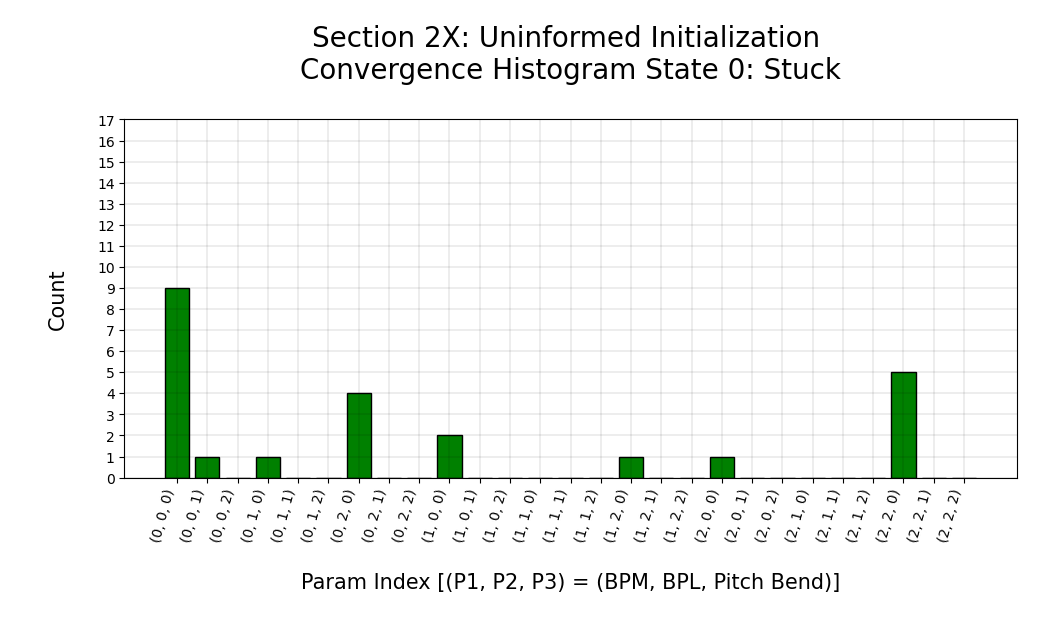 Section 2X: Uninformed Initialization
Convergence Histogram State 0: Stuck
17
16
15
14
13
12
11
10
9
8
7
6
5
4
3
2
1
0
Count
(0, 0, 0)
(0, 0, 1)
(0, 0, 2)
(0, 1, 0)
(0, 1, 1)
(0, 1, 2)
(0, 2, 0)
(0, 2, 1)
(0, 2, 2)
(1, 0, 0)
(1, 0, 1)
(1, 0, 2)
(1, 1, 0)
(1, 1, 1)
(1, 1, 2)
(1, 2, 0)
(1, 2, 1)
(1, 2, 2)
(2, 0, 0)
(2, 0, 1)
(2, 0, 2)
(2, 1, 0)
(2, 1, 1)
(2, 1, 2)
(2, 2, 0)
(2, 2, 1)
(2, 2, 2)
Param Index [(P1, P2, P3) = (BPM, BPL, Pitch Bend)]